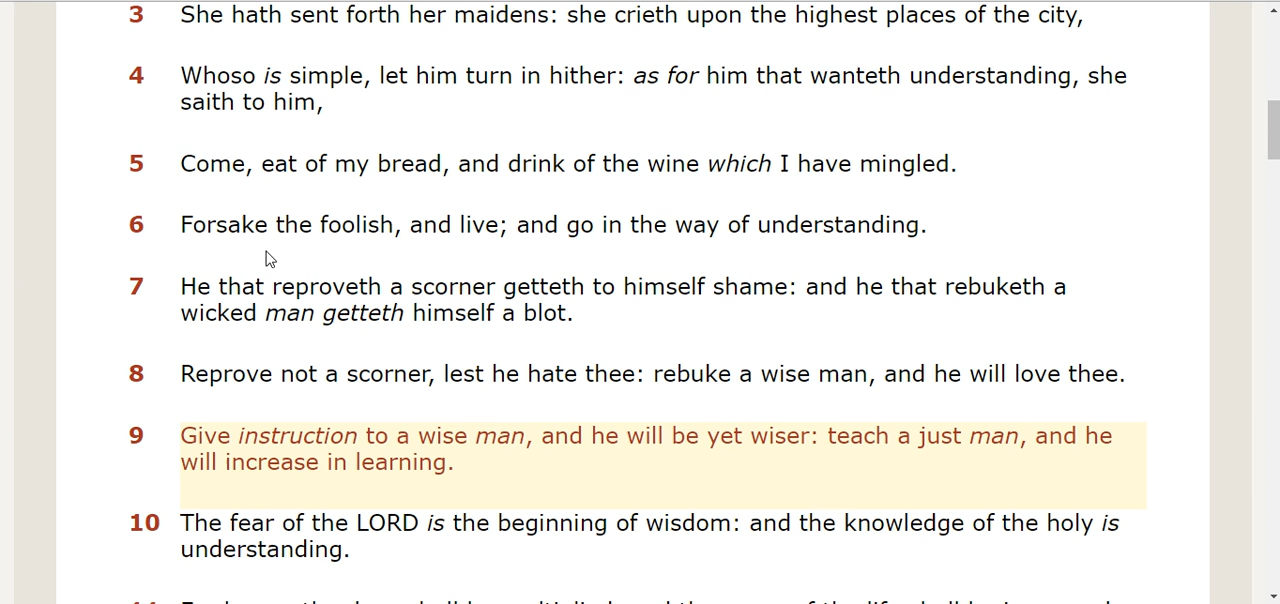 3 She hath sent forth her maidens: she crieth upon the highest places of the city,
4 Whoso is simple, let him turn in hither: as for him that wanteth understanding, she
saith to him,
5 Come, eat of my bread, and drink of the wine which I have mingled.
6 Forsake the foolish, and live; and go in the way of understanding.
7 He that reproveth a scorner getteth to himself shame: and he that rebuketh a
wicked man getteth himself a blot.
8 Reprove not a scorner, lest he hate thee: rebuke a wise man, and he will love thee.
9 Give instruction to a wise man, and he will be yet wiser: teach a just man, and he
will increase in learning.
10 The fear of the LORD is the beginning of wisdom: and the knowledge of the holy is
understanding.